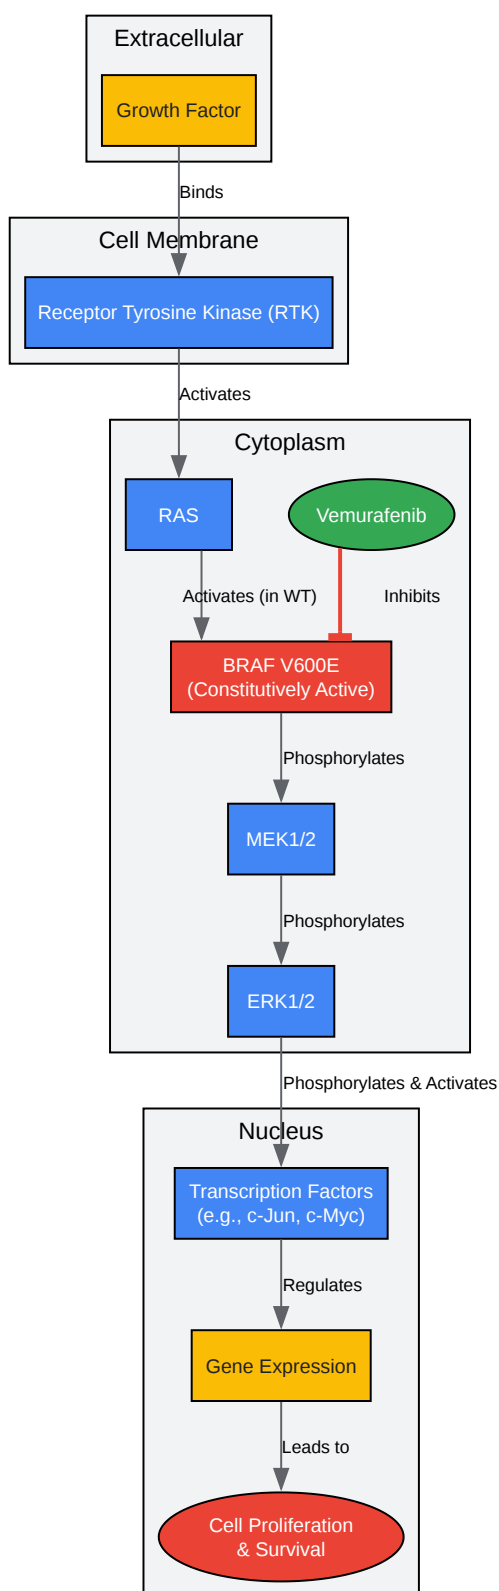 Extracellular
Growth Factor
Binds
Cell Membrane
Receptor Tyrosine Kinase (RTK)
Activates
Cytoplasm
RAS
Vemurafenib
Activates (in WT)
Inhibits
BRAF V600E
(Constitutively Active)
Phosphorylates
MEK1/2
Phosphorylates
ERK1/2
Phosphorylates & Activates
Nucleus
Transcription Factors
(e.g., c-Jun, c-Myc)
Regulates
Gene Expression
Leads to
Cell Proliferation
& Survival